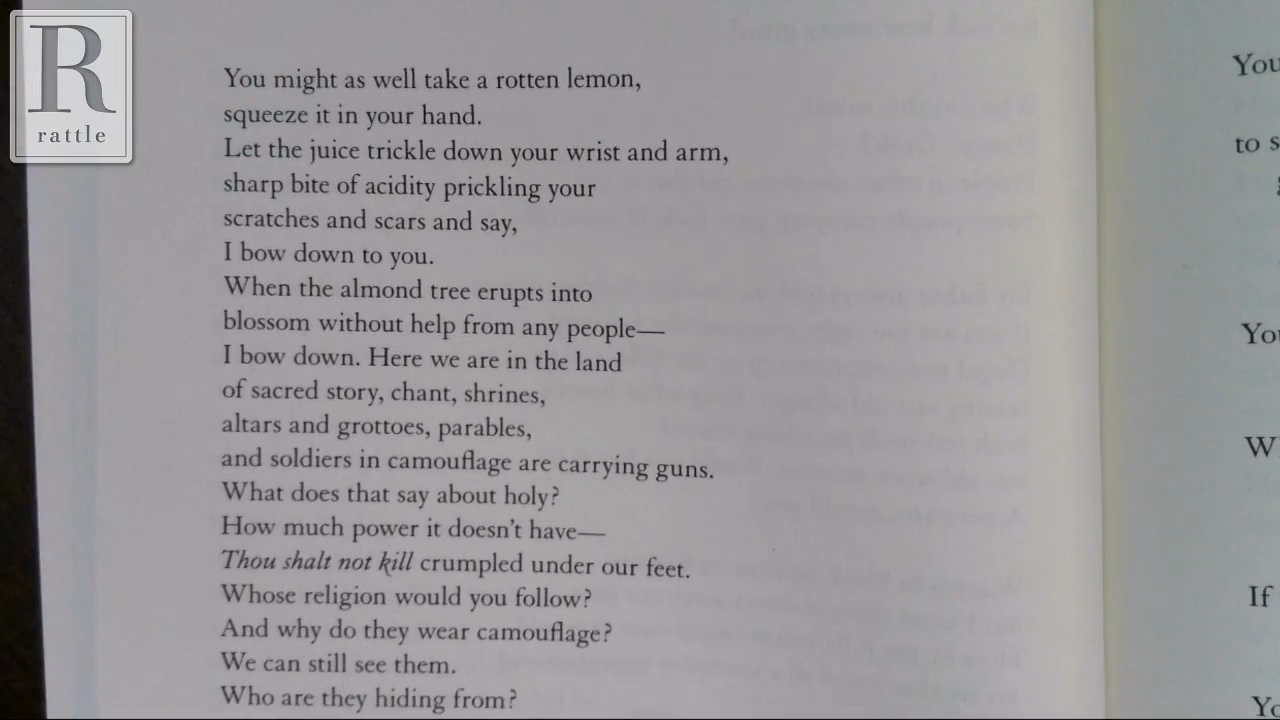 R
rattle
You might as well take a rotten lemon,
squeeze it in your hand.
Let the juice trickle down your wrist and arm,
sharp bite of acidity prickling your
scratches and scars and say,
I bow down to you.
When the almond tree erupts into
blossom without help from any people—
I bow down. Here we are in the land
of sacred story, chant, shrines,
altars and grottoes, parables,
and soldiers in camouflage are carrying guns.
What does that say about holy?
How much power it doesn't have—
Thou shalt not kill crumpled under our feet.
Whose religion would you follow?
And why do they wear camouflage?
We can still see them.
Who are they hiding from?
You
to s
You
If